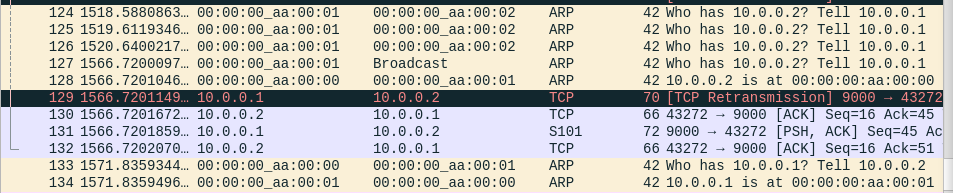 124 1518.5880863… 00:00:00_aa:00:01 00:00:00_aa:00:02 ARP 42 Who has 10.0.0.2? Tell 10.0.0.1
125 1519.6119346… 00:00:00_aa:00:01 00:00:00_aa:00:02 ARP 42 Who has 10.0.0.2? Tell 10.0.0.1
126 1520.6400217… 00:00:00_aa:00:01 00:00:00_aa:00:02 ARP 42 Who has 10.0.0.2? Tell 10.0.0.1
127 1566.7200097… 00:00:00_aa:00:01 Broadcast ARP 42 Who has 10.0.0.2? Tell 10.0.0.1
128 1566.7201046… 00:00:00_aa:00:00 00:00:00_aa:00:01 ARP 42 10.0.0.2 is at 00:00:00:aa:00:00
129 1566.7201149… 10.0.0.1 10.0.0.2 TCP 70 [TCP Retransmission] 9000 → 43272
130 1566.7201672… 10.0.0.2 10.0.0.1 TCP 66 43272 → 9000 [ACK] Seq=16 Ack=45
131 1566.7201859… 10.0.0.1 10.0.0.2 S101 72 9000 → 43272 [PSH, ACK] Seq=45 Ac
132 1566.7202070… 10.0.0.2 10.0.0.1 TCP 66 43272 → 9000 [ACK] Seq=16 Ack=51
133 1571.8359344… 00:00:00_aa:00:00 00:00:00_aa:00:01 ARP 42 Who has 10.0.0.1? Tell 10.0.0.2
134 1571.8359496… 00:00:00_aa:00:01 00:00:00_aa:00:00 ARP 42 10.0.0.1 is at 00:00:00:aa:00:01